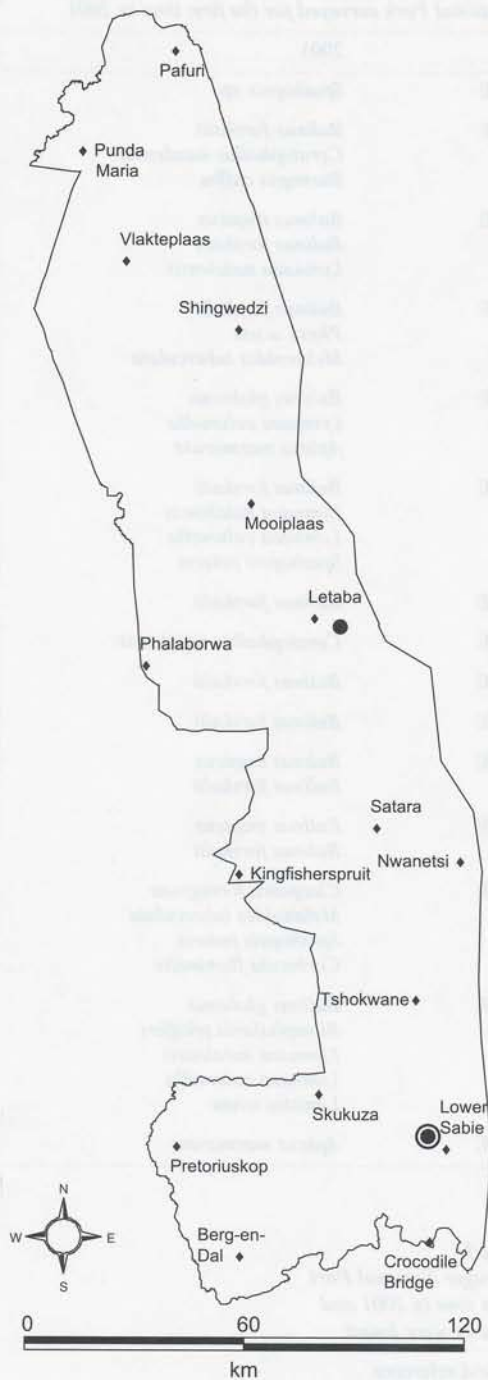 Pafuri
Punda
Maria
Vlakteplaas
Shingwedzi
Mooiplaas
Letaba
Phalaborwa
Satara
Nwanetsi
Kingfisherspruit
Tshokwane
Skukuza
Lower
Sabie
Pretoriuskop
Berg-en-
Dal
Crocodile
Bridge
N
W E
S
0 60 120
km